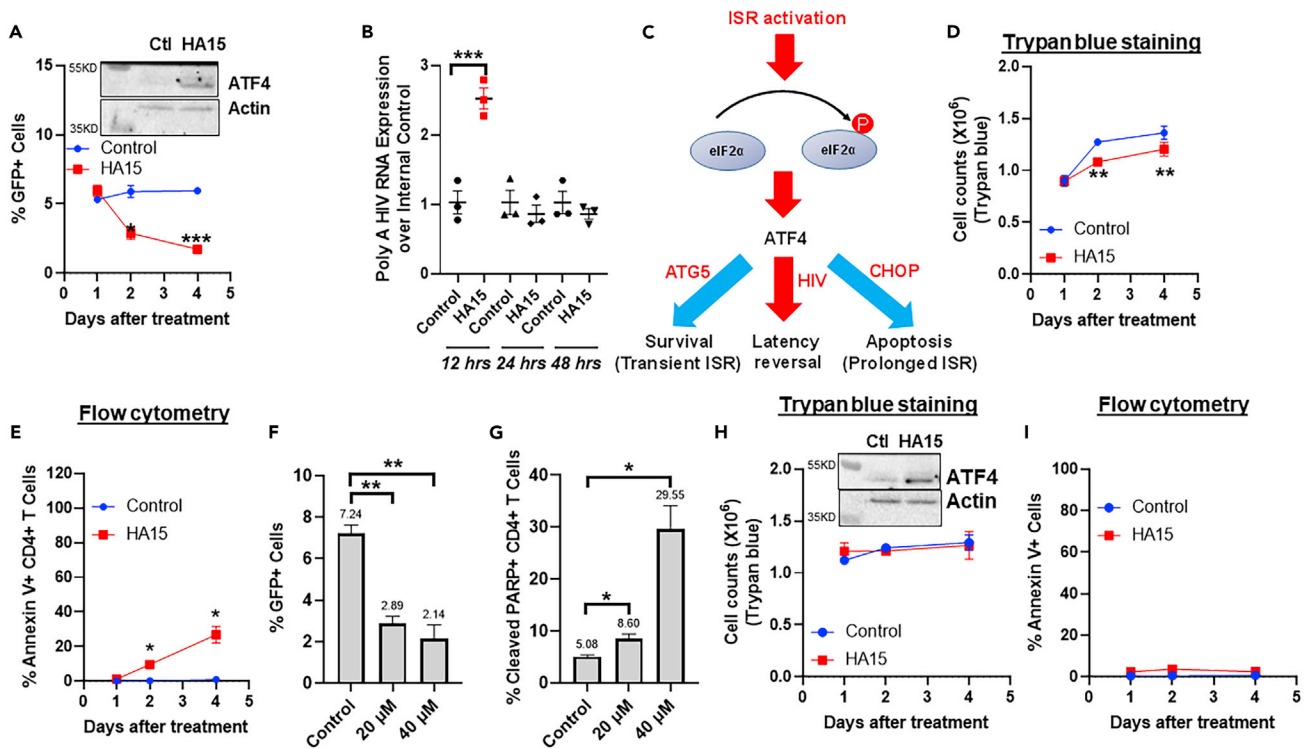 A
Ctl HA15
55KD
ATF4
Actin
35KD
Control
HA15
% GFP+ Cells
15
10
5
0
*
***
0 1 2 3 4 5
Days after treatment
B
***
Poly A HIV RNA Expression
over Internal Control
4
3
2
1
0
Control
HA15
Control
HA15
Control
HA15
12 hrs 24 hrs 48 hrs
C
ISR activation
P
eIF2α eIF2α
ATF4
ATG5 HIV CHOP
Survival
(Transient ISR)
Latency
reversal
Apoptosis
(Prolonged ISR)
D
Trypan blue staining
Cell counts (X10⁶)
(Trypan blue)
2.0
1.5
1.0
0.5
0.0
** **
Control
HA15
0 1 2 3 4 5
Days after treatment
E
Flow cytometry
% Annexin V+ CD4+ T Cells
120
100
80
60
40
20
0
Control
HA15
* *
0 1 2 3 4 5
Days after treatment
F
% GFP+ Cells
10
8
6
4
2
0
**
**
7.24
2.89
2.14
Control
20 µM
40 µM
G
% Cleaved PARP+ CD4+ T Cells
40
30
20
10
0
*
*
5.08
8.60
29.55
Control
20 µM
40 µM
H
Trypan blue staining
Ctl HA15
55KD
ATF4
Actin
35KD
Cell counts (X10⁶)
(Trypan blue)
2.0
1.5
1.0
0.5
0.0
Control
HA15
0 1 2 3 4 5
Days after treatment
I
Flow cytometry
% Annexin V+ Cells
100
80
60
40
20
0
Control
HA15
0 1 2 3 4 5
Days after treatment